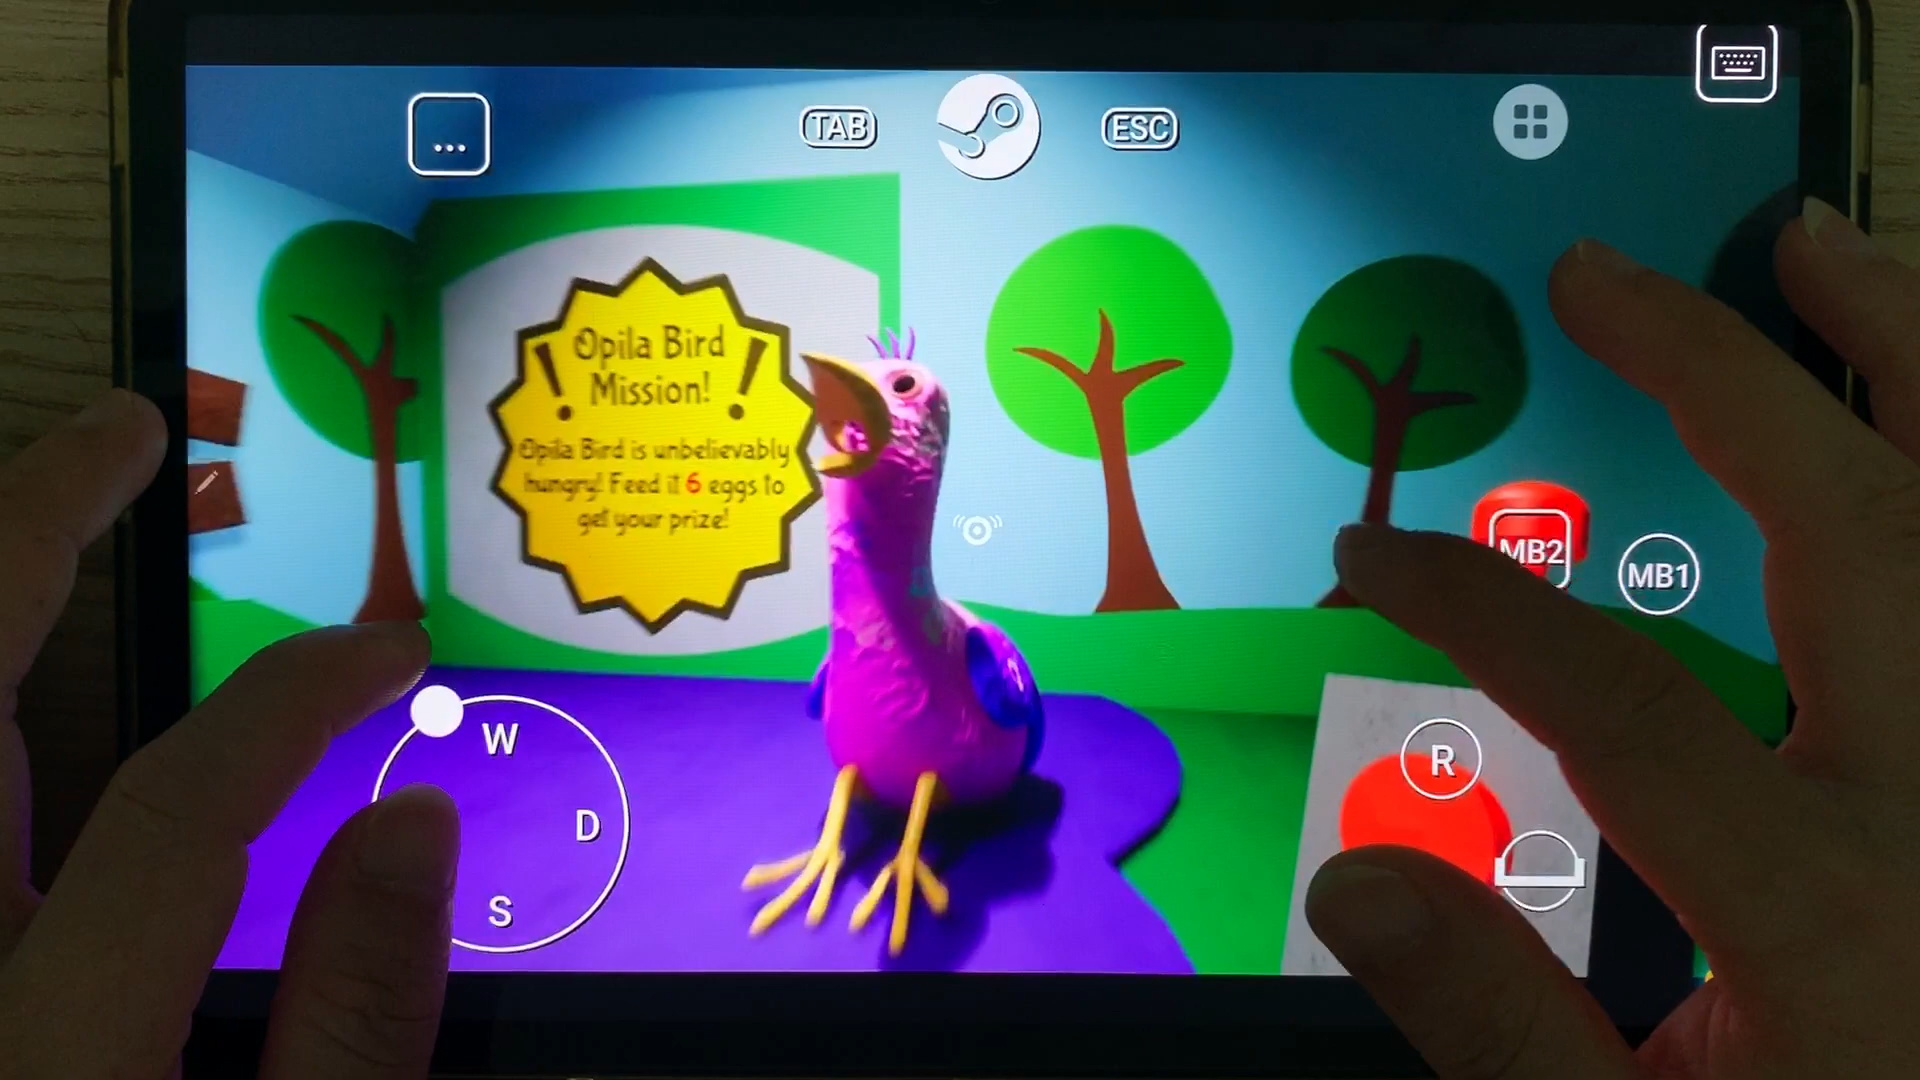 ...
TAB
ESC
Opila Bird
Mission!
Opila Bird is unbelievably
hungry! Feed it 6 eggs to
get your prize!
MB2
MB1
W
D
S
R